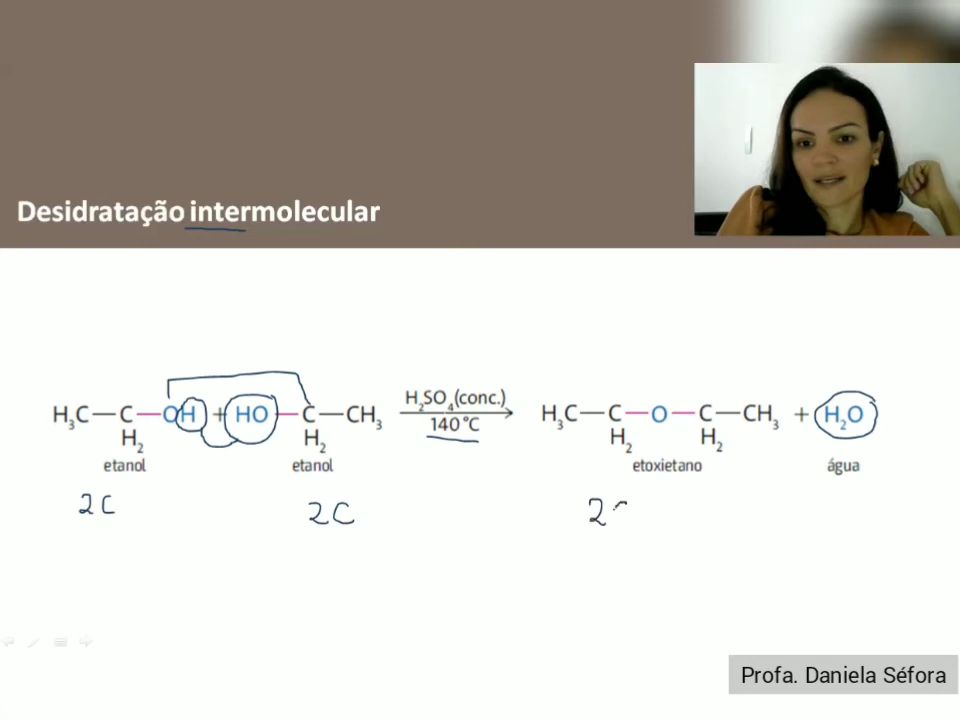 Desidratação intermolecular
H₃C—C—OH + HO—C—CH₃ H₂SO₄(conc.) H₃C—C—O—C—CH₃ + H₂O
140 °C
H₂ H₂ H₂ H₂
etanol etanol etoxietano água
2C 2C 2
Profa. Daniela Séfora